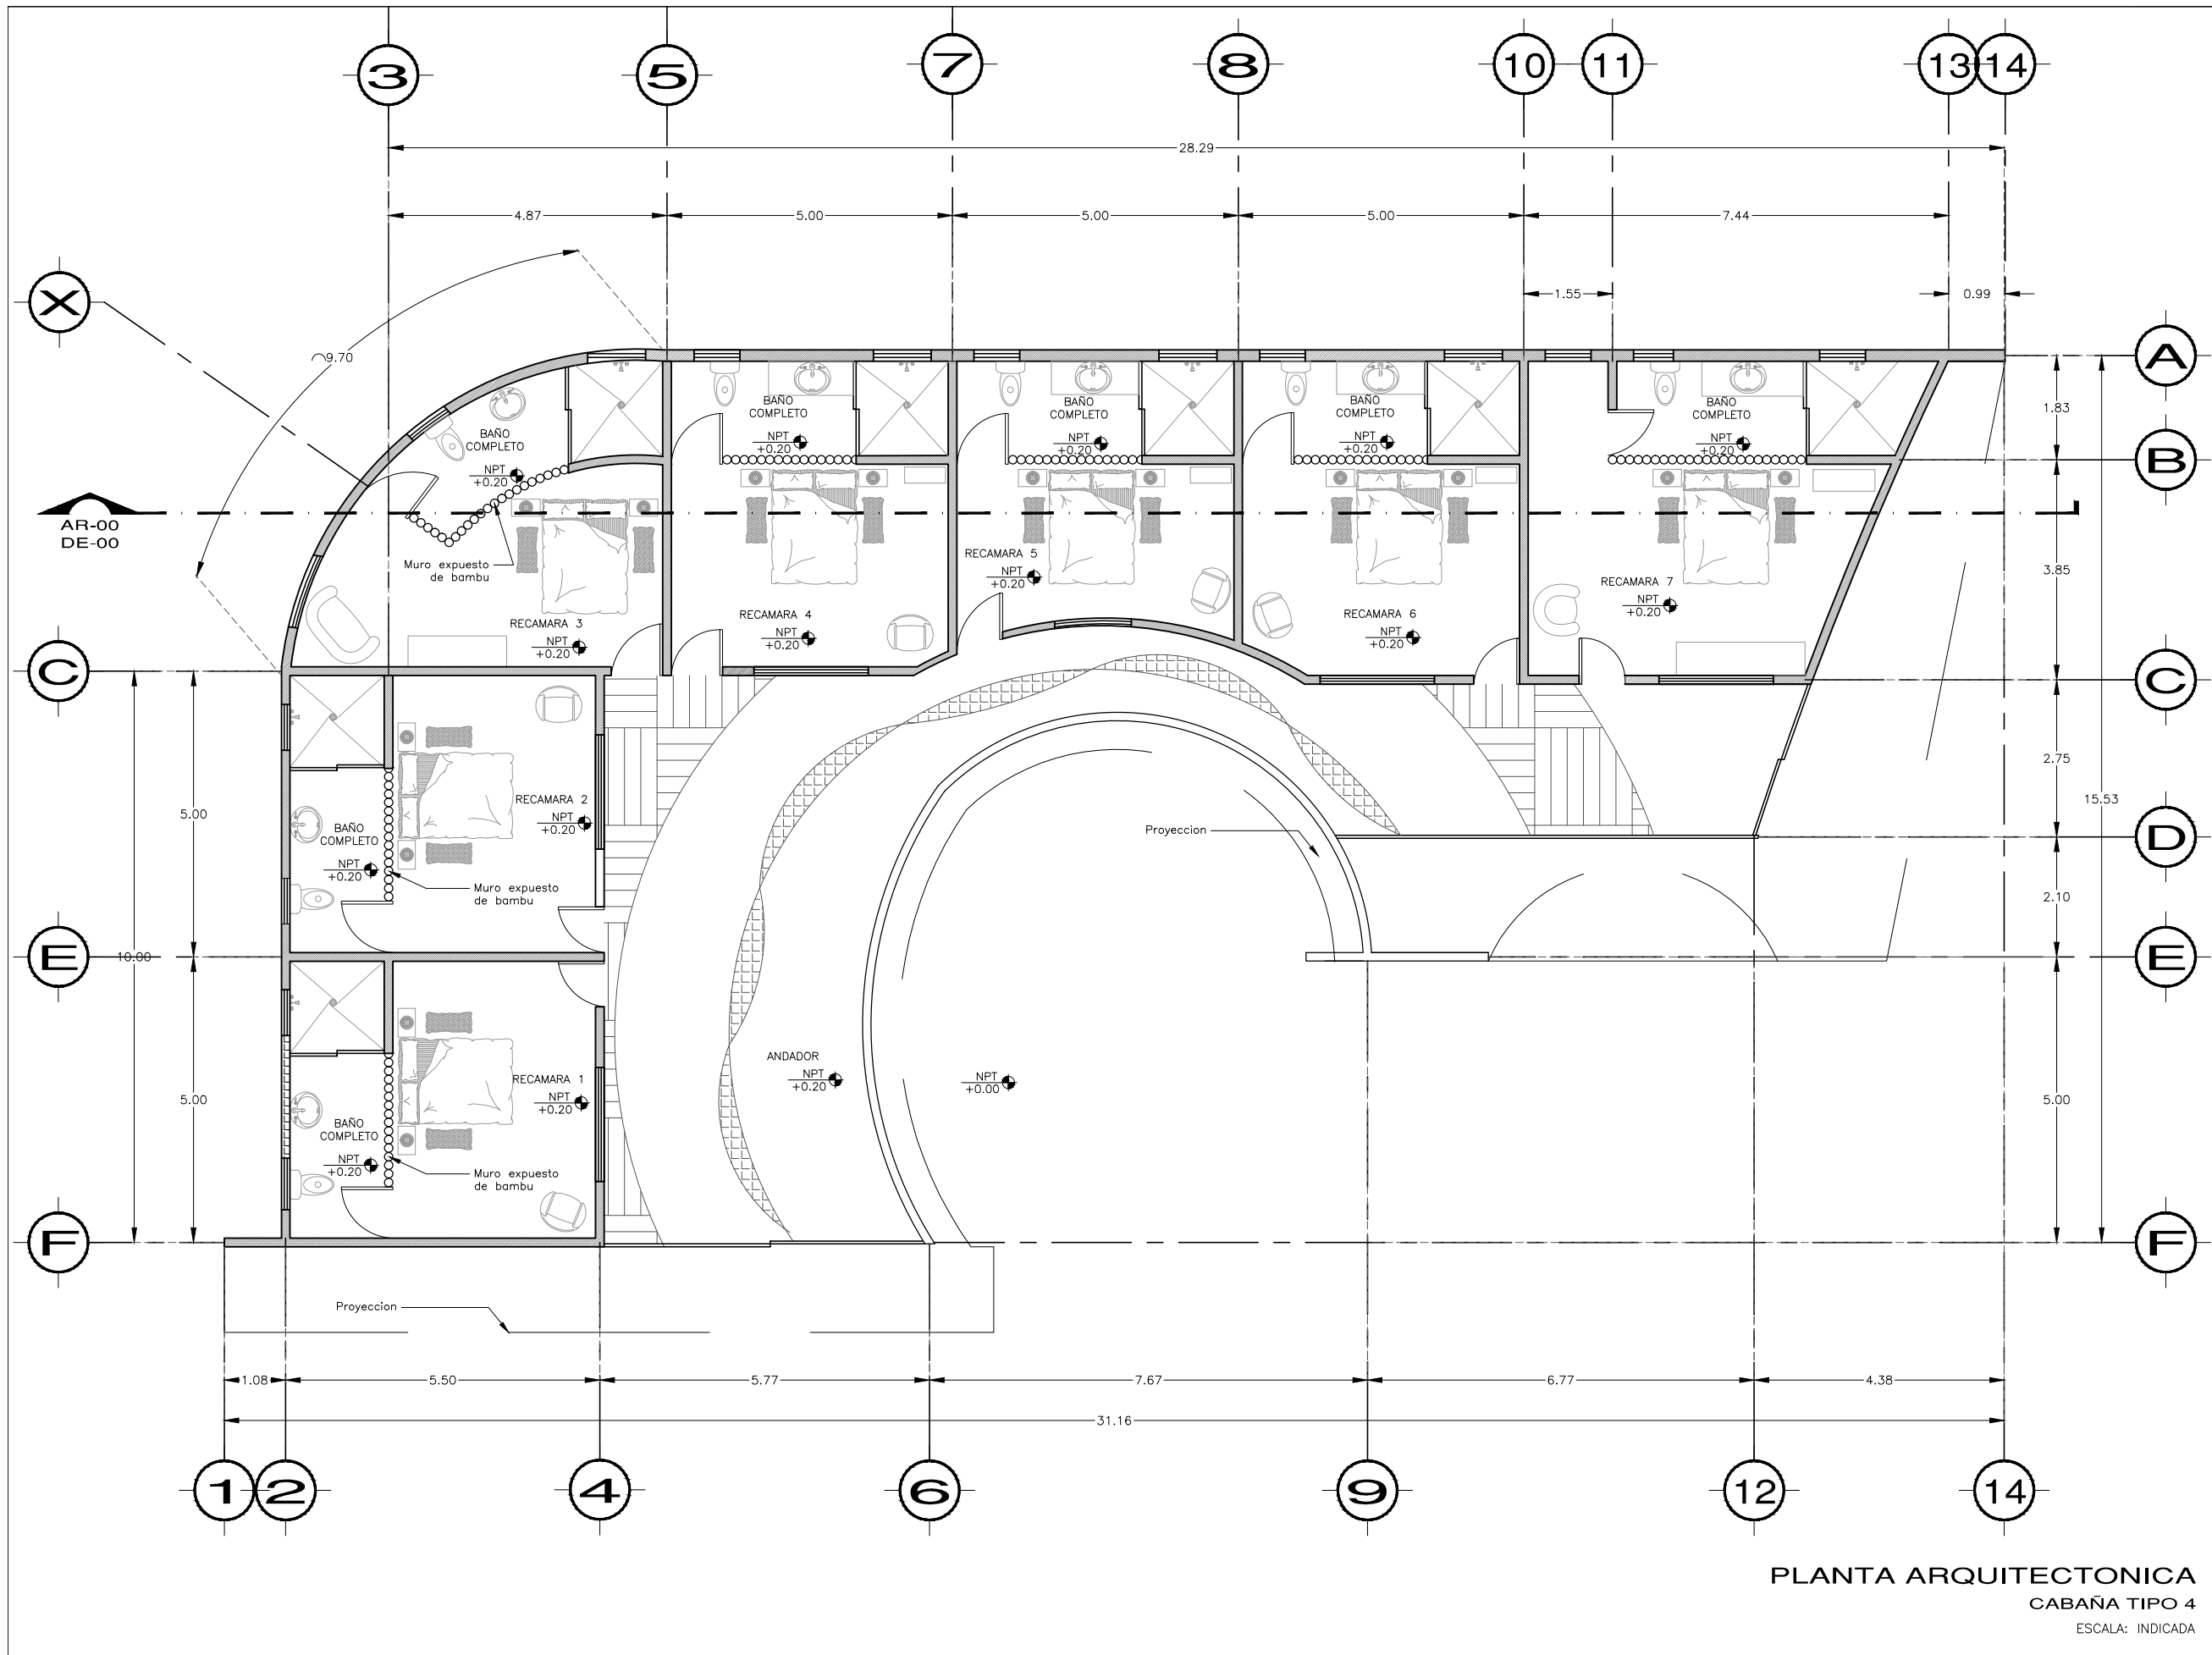 3
5
7
8
10
11
13
14
28.29
4.87
5.00
5.00
5.00
7.44
1.55
0.99
X
9.70
A
1.83
B
AR-00
DE-00
BAÑO
COMPLETO
NPT
+0.20
BAÑO
COMPLETO
NPT
+0.20
BAÑO
COMPLETO
NPT
+0.20
BAÑO
COMPLETO
NPT
+0.20
BAÑO
COMPLETO
NPT
+0.20
Muro expuesto
de bambu
RECAMARA 3
NPT
+0.20
RECAMARA 4
NPT
+0.20
RECAMARA 5
NPT
+0.20
RECAMARA 6
NPT
+0.20
RECAMARA 7
NPT
+0.20
3.85
C
C
2.75
15.53
5.00
RECAMARA 2
NPT
+0.20
BAÑO
COMPLETO
NPT
+0.20
Muro expuesto
de bambu
Proyeccion
D
2.10
E
10.00
E
5.00
RECAMARA 1
NPT
+0.20
BAÑO
COMPLETO
NPT
+0.20
Muro expuesto
de bambu
ANDADOR
NPT
+0.20
NPT
+0.00
5.00
F
F
Proyeccion
1.08
5.50
5.77
7.67
6.77
4.38
31.16
1
2
4
6
9
12
14
PLANTA ARQUITECTONICA
CABAÑA TIPO 4
ESCALA: INDICADA